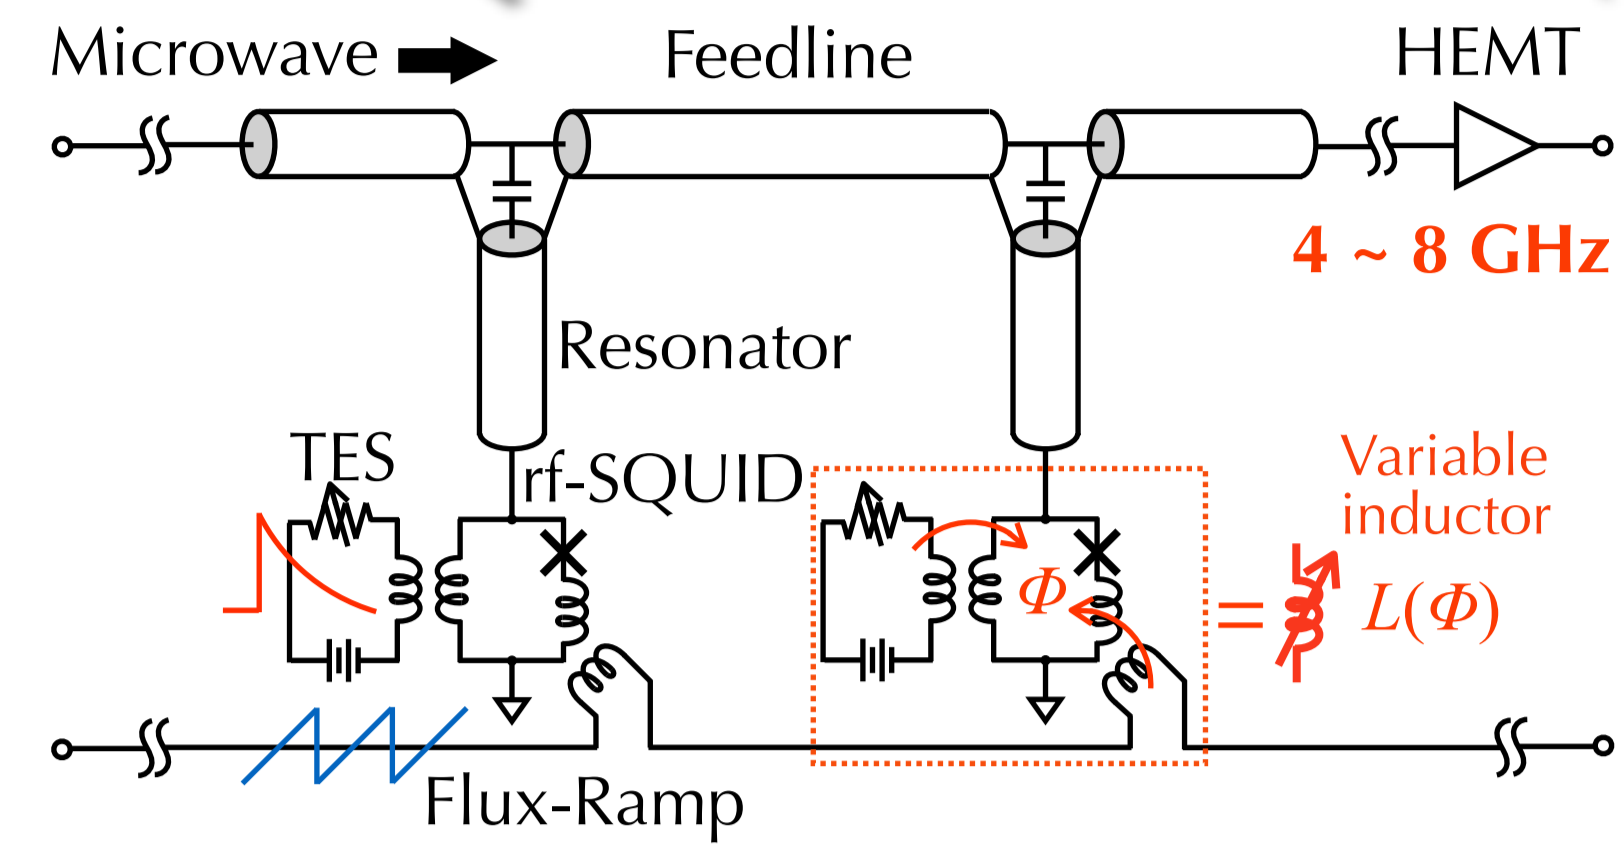 Microwave
Feedline
HEMT
4 ~ 8 GHz
Resonator
TES
rf-SQUID
Variable
inductor
Φ
= L(Φ)
Flux-Ramp